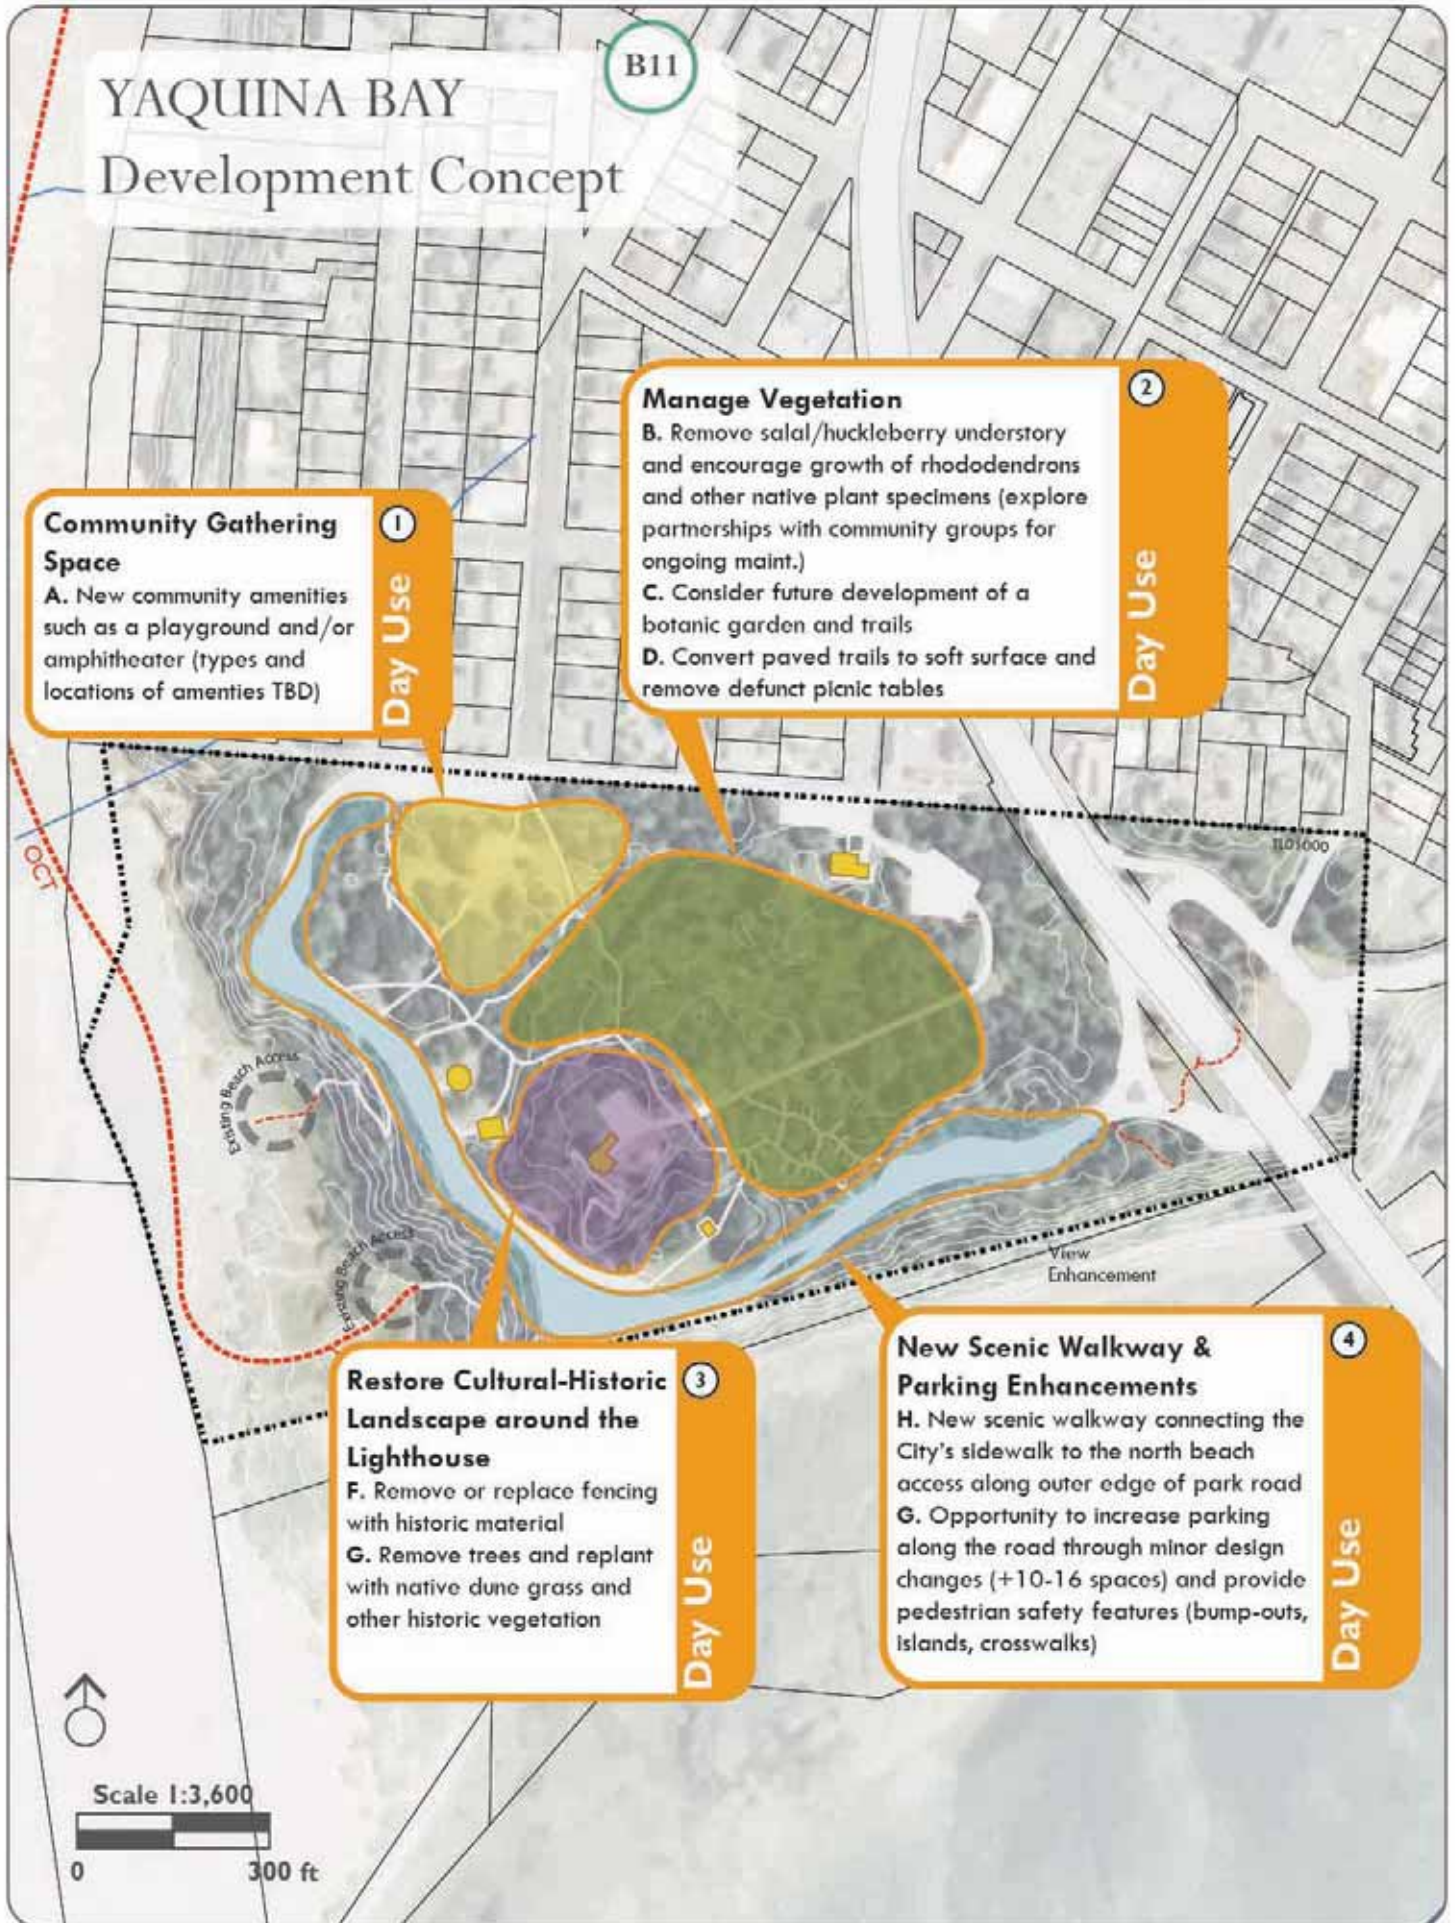 YAQUINA BAY
Development Concept
B11
Community Gathering
Space
A. New community amenities
such as a playground and/or
amphitheater (types and
locations of amenties TBD)
1
Day Use
Manage Vegetation
B. Remove salal/huckleberry understory
and encourage growth of rhododendrons
and other native plant specimens (explore
partnerships with community groups for
ongoing maint.)
C. Consider future development of a
botanic garden and trails
D. Convert paved trails to soft surface and
remove defunct picnic tables
2
Day Use
OCT
TL01600
Existing Beach Access
Existing Beach Access
View
Enhancement
Restore Cultural-Historic
Landscape around the
Lighthouse
F. Remove or replace fencing
with historic material
G. Remove trees and replant
with native dune grass and
other historic vegetation
3
Day Use
New Scenic Walkway &
Parking Enhancements
H. New scenic walkway connecting the
City's sidewalk to the north beach
access along outer edge of park road
G. Opportunity to increase parking
along the road through minor design
changes (+10-16 spaces) and provide
pedestrian safety features (bump-outs,
islands, crosswalks)
4
Day Use
Scale 1:3,600
0
300 ft